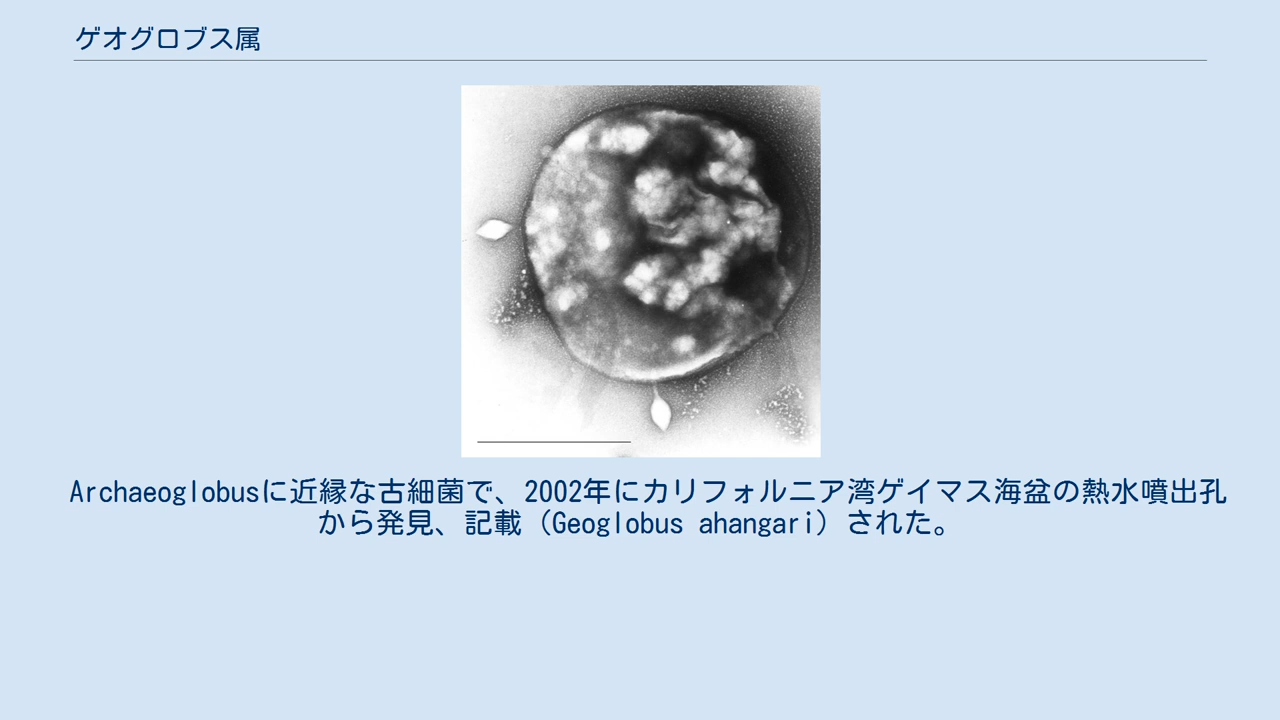 ゲオグロブス属
Archaeoglobusに近縁な古細菌で、2002年にカリフォルニア湾ゲイマス海盆の熱水噴出孔
から発見、記載（Geoglobus ahangari）された。